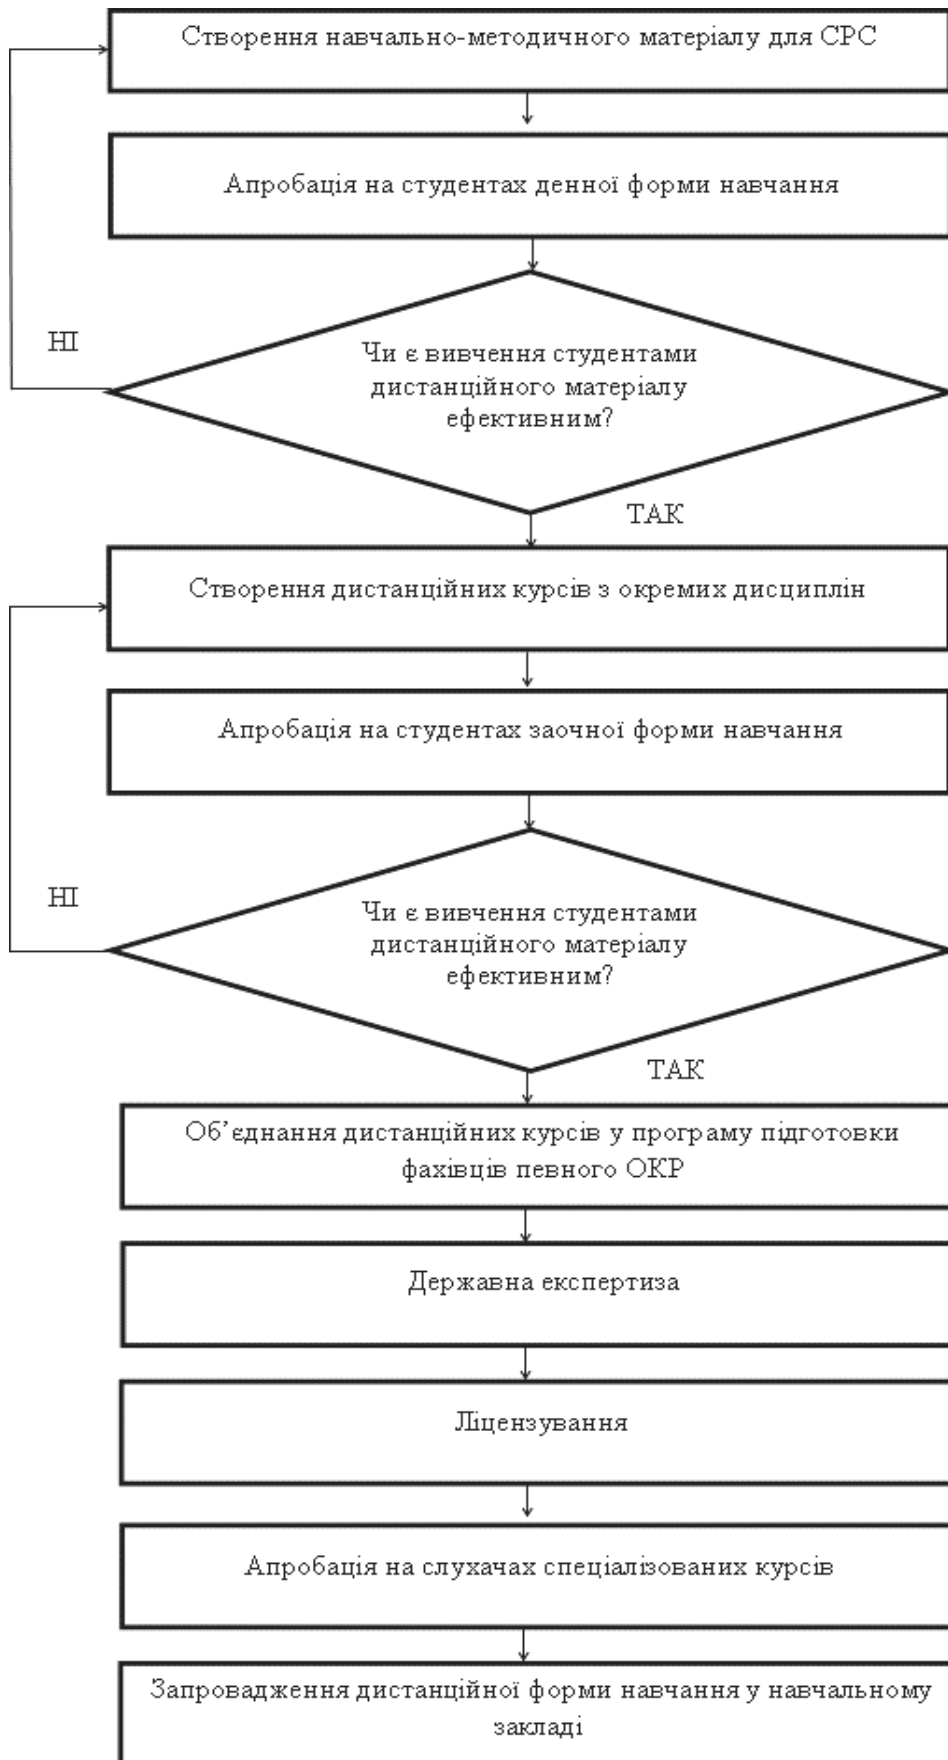 Створення навчально-методичного матеріалу для СРС
Апробація на студентах денної форми навчання
НІ
Чи є вивчення студентами
дистанційного матеріалу
ефективним?
ТАК
Створення дистанційних курсів з окремих дисциплін
Апробація на студентах заочної форми навчання
НІ
Чи є вивчення студентами
дистанційного матеріалу
ефективним?
ТАК
Об’єднання дистанційних курсів у програму підготовки
фахівців певного ОКР
Державна експертиза
Ліцензування
Апробація на слухачах спеціалізованих курсів
Запровадження дистанційної форми навчання у навчальному
закладі